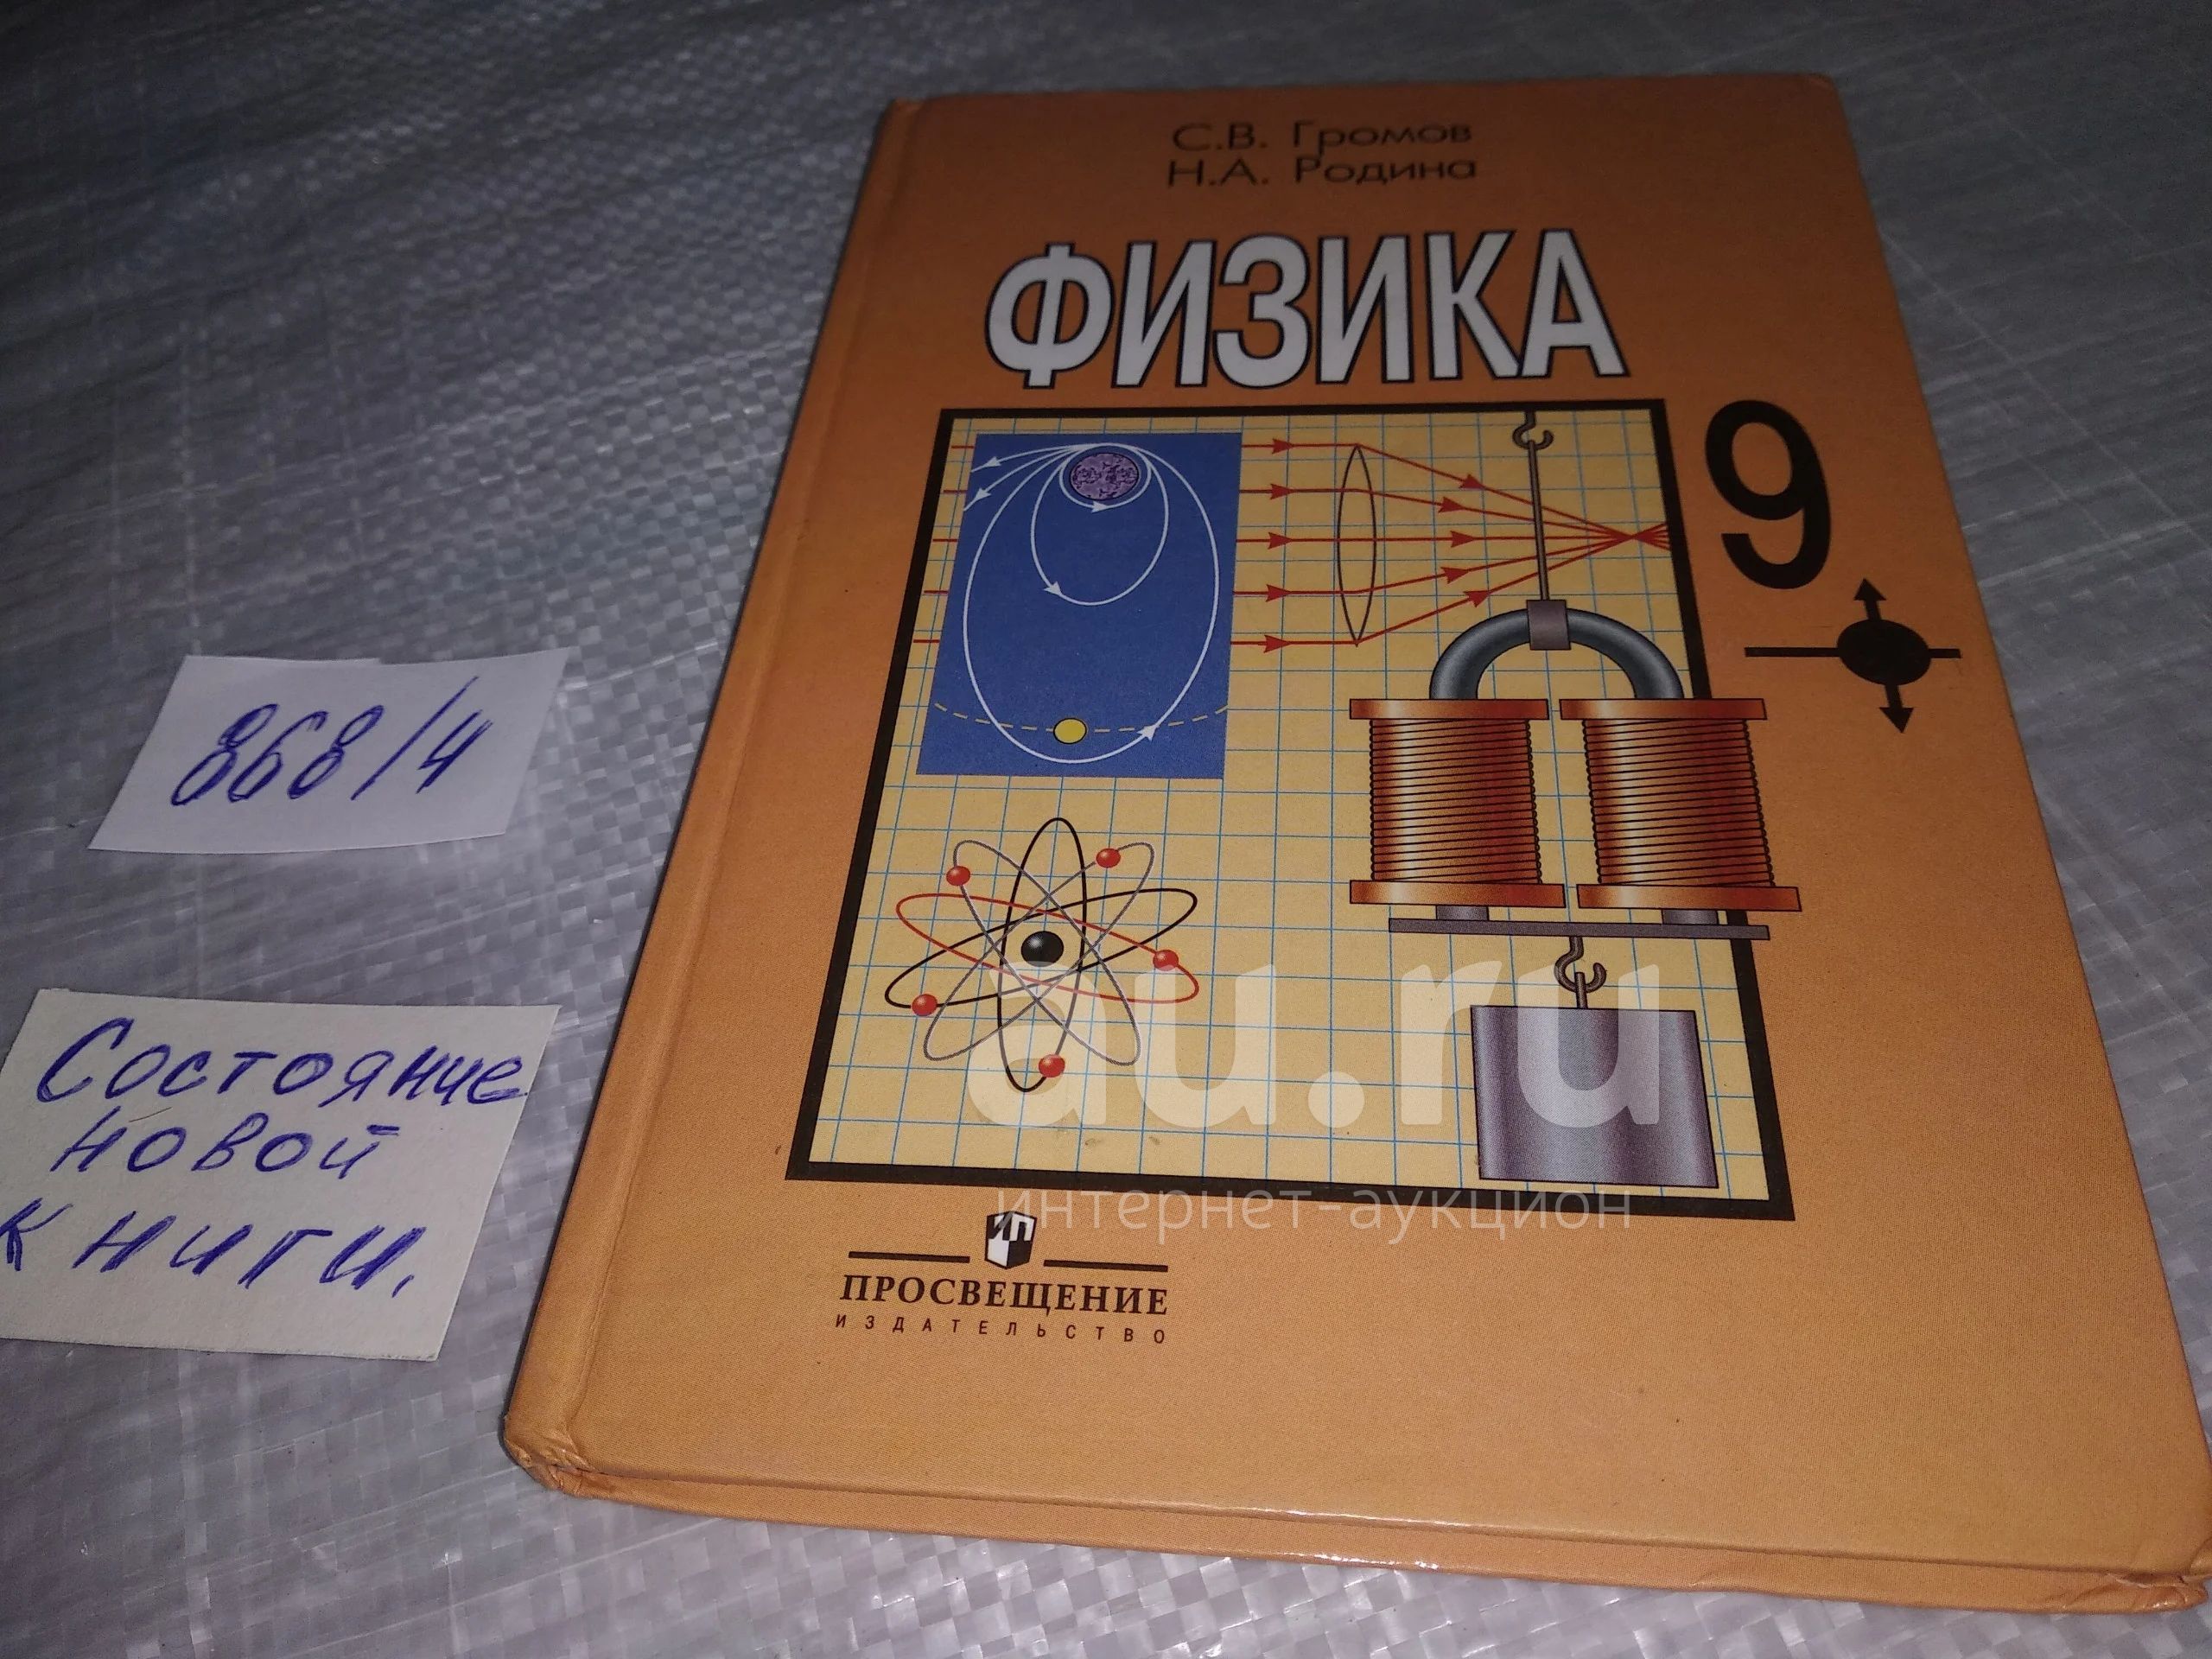 С.В. Громов
Н.А. Родина
ФИЗИКА
9
868/4
Состояние
новой
книги.
au.ru
интернет-аукцион
ПРОСВЕЩЕНИЕ
ИЗДАТЕЛЬСТВО